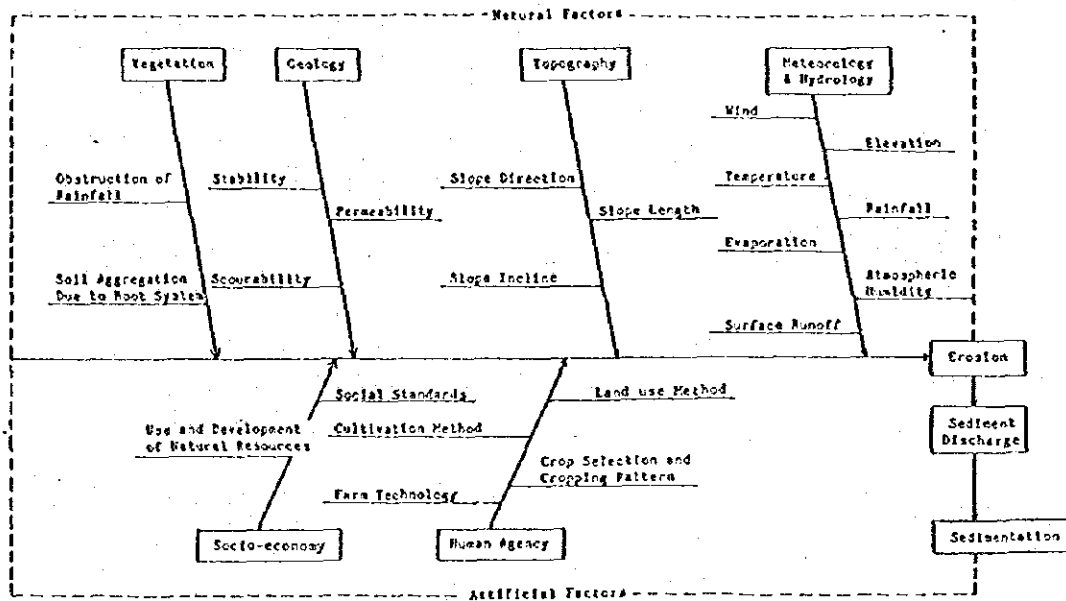 Natural Factors
Vegetation
Geology
Topography
Meteorology
& Hydrology
Wind
Elevation
Obstruction of
Rainfall
Stability
Slope Direction
Temperature
Permeability
Slope Length
Rainfall
Evaporation
Soil Aggregation
Due to Root System
Scourability
Slope Incline
Atmospheric
Humidity
Surface Runoff
Erosion
Social Standards
Land use Method
Use and Development
of Natural Resources
Cultivation Method
Sediment
Discharge
Crop Selection and
Cropping Pattern
Farm Technology
Socio-economy
Human Agency
Sedimentation
Artificial Factors